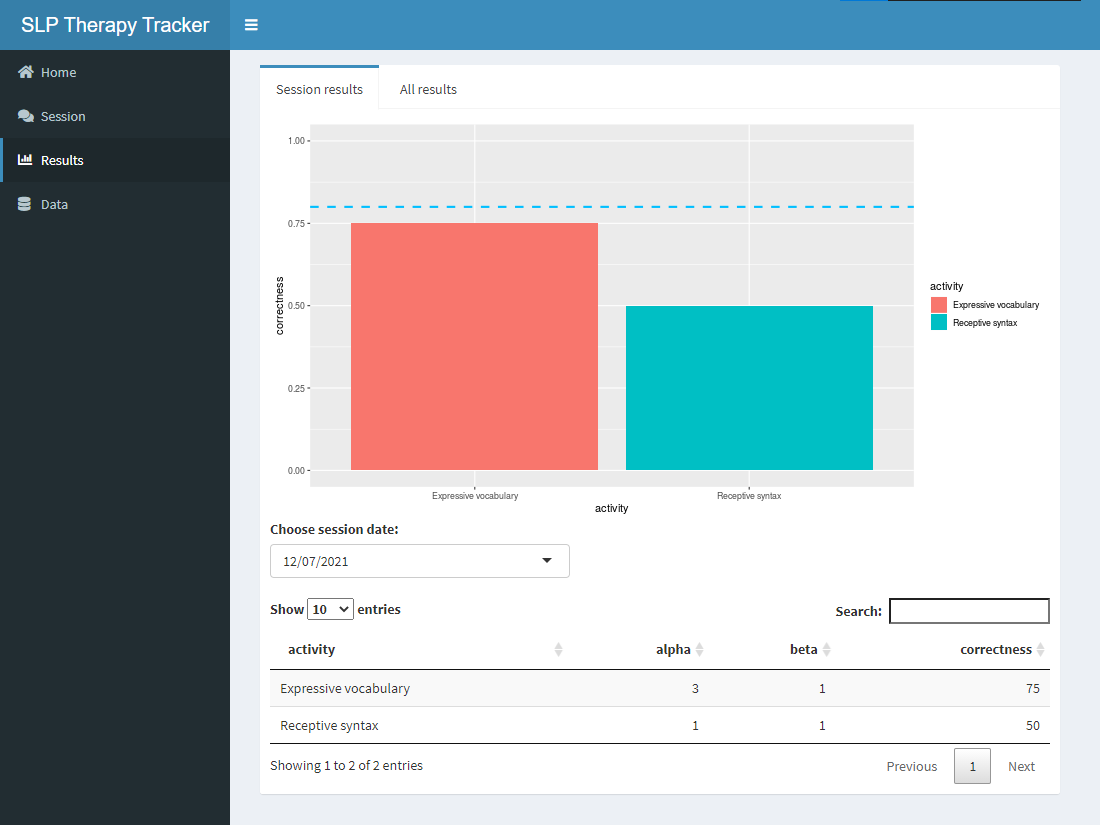 SLP Therapy Tracker
Home
Session
Results
Data
Session results
All results
1.00
0.75
0.50
0.25
0.00
correctness
Expressive vocabulary
Receptive syntax
activity
activity
Expressive vocabulary
Receptive syntax
Choose session date:
12/07/2021
Show 10 entries
Search:
activity alpha beta correctness
Expressive vocabulary 3 1 75
Receptive syntax 1 1 50
Showing 1 to 2 of 2 entries
Previous 1 Next